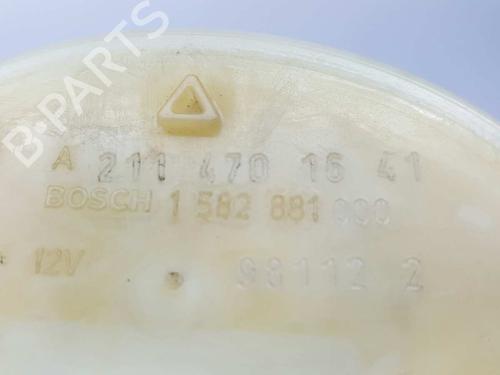 B-PARTS
A 211 470 16 41
BOSCH 1 582 881 000
12V 98112 2